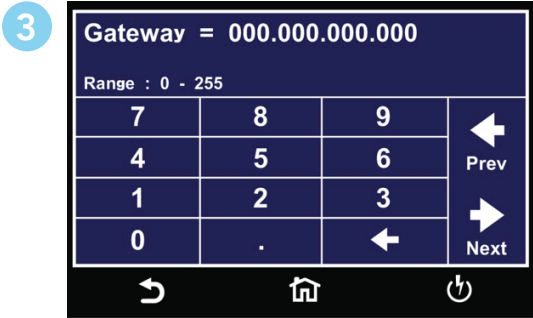 3
Gateway = 000.000.000.000
Range : 0 - 255
7 8 9
4 5 6
Prev
1 2 3
0 .
Next